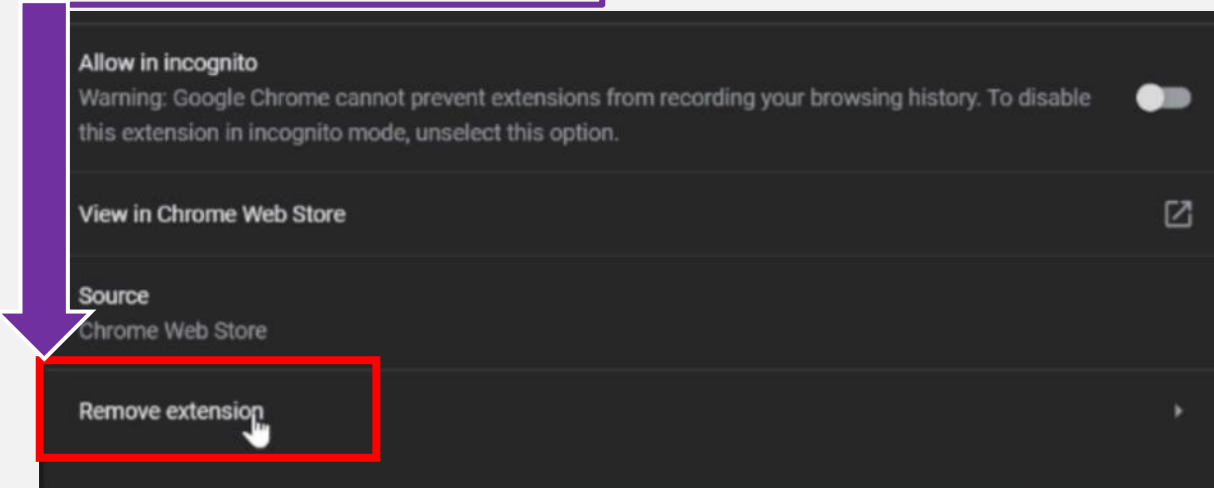 Allow in incognito
Warning: Google Chrome cannot prevent extensions from recording your browsing history. To disable
this extension in incognito mode, unselect this option.
View in Chrome Web Store
Source
Chrome Web Store
Remove extension